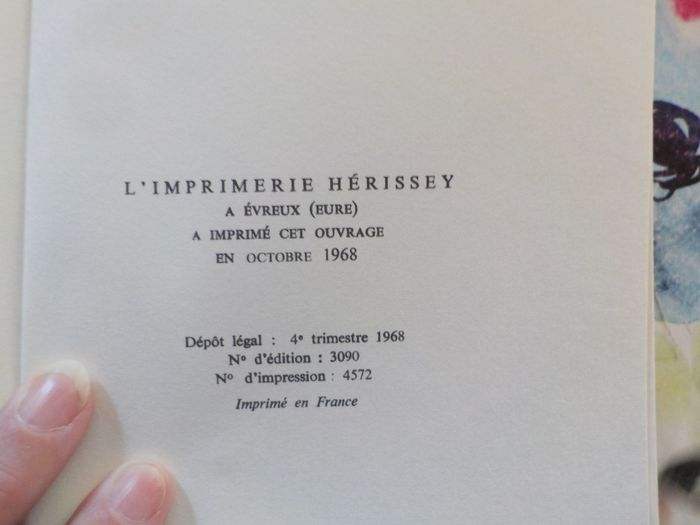 L'IMPRIMERIE HÉRISSEY
A ÉVREUX (EURE)
A IMPRIMÉ CET OUVRAGE
EN OCTOBRE 1968
Dépôt légal : 4e trimestre 1968
No d'édition : 3090
No d'impression : 4572
Imprimé en France